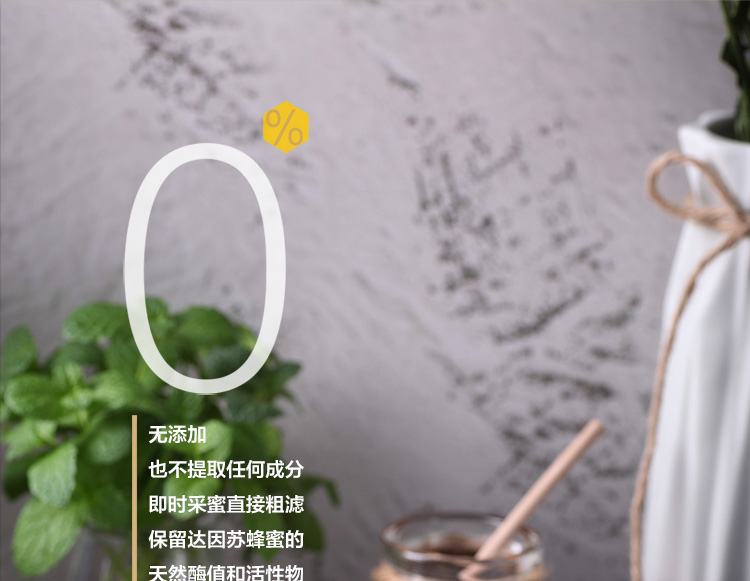 0%
无添加
也不提取任何成分
即时采蜜直接粗滤
保留达因苏蜂蜜的
天然酶值和活性物